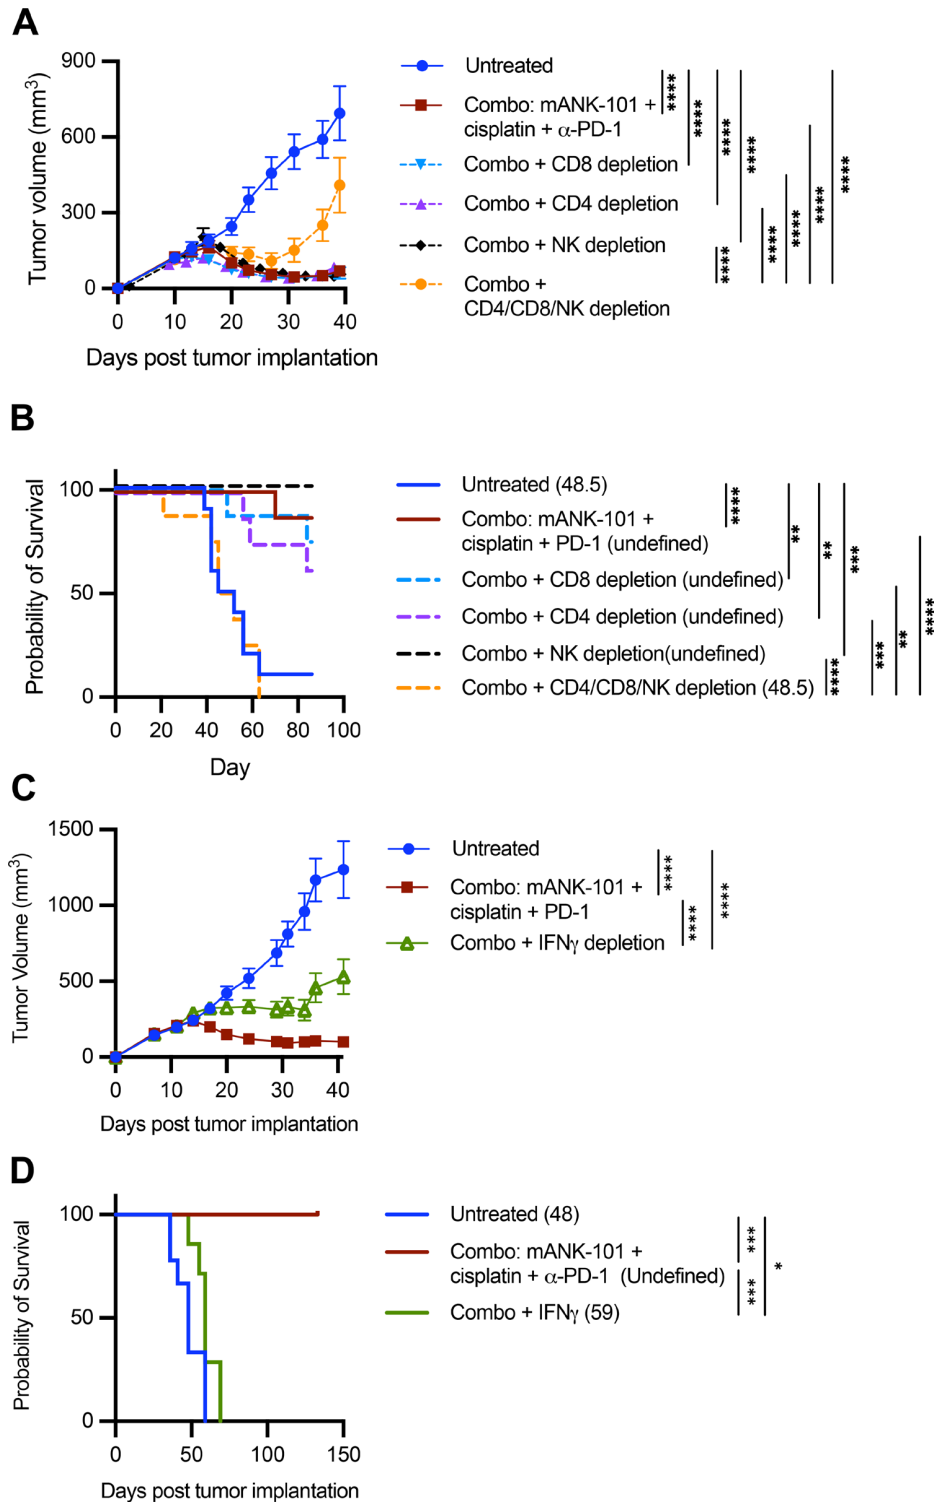 A
900
600
300
0
Tumor volume (mm3)
0 10 20 30 40
Days post tumor implantation
Untreated
Combo: mANK-101 +
cisplatin + α-PD-1
Combo + CD8 depletion
Combo + CD4 depletion
Combo + NK depletion
Combo +
CD4/CD8/NK depletion
****
****
****
****
****
****
****
****
****
B
100
50
0
Probability of Survival
0 20 40 60 80 100
Day
Untreated (48.5)
Combo: mANK-101 +
cisplatin + PD-1 (undefined)
Combo + CD8 depletion (undefined)
Combo + CD4 depletion (undefined)
Combo + NK depletion(undefined)
Combo + CD4/CD8/NK depletion (48.5)
****
**
**
***
****
***
**
****
C
1500
1000
500
0
Tumor Volume (mm3)
0 10 20 30 40
Days post tumor implantation
Untreated
Combo: mANK-101 +
cisplatin + PD-1
Combo + IFNγ depletion
****
****
****
D
100
50
0
Probability of Survival
0 50 100 150
Days post tumor implantation
Untreated (48)
Combo: mANK-101 +
cisplatin + α-PD-1 (Undefined)
Combo + IFNγ (59)
***
***
*